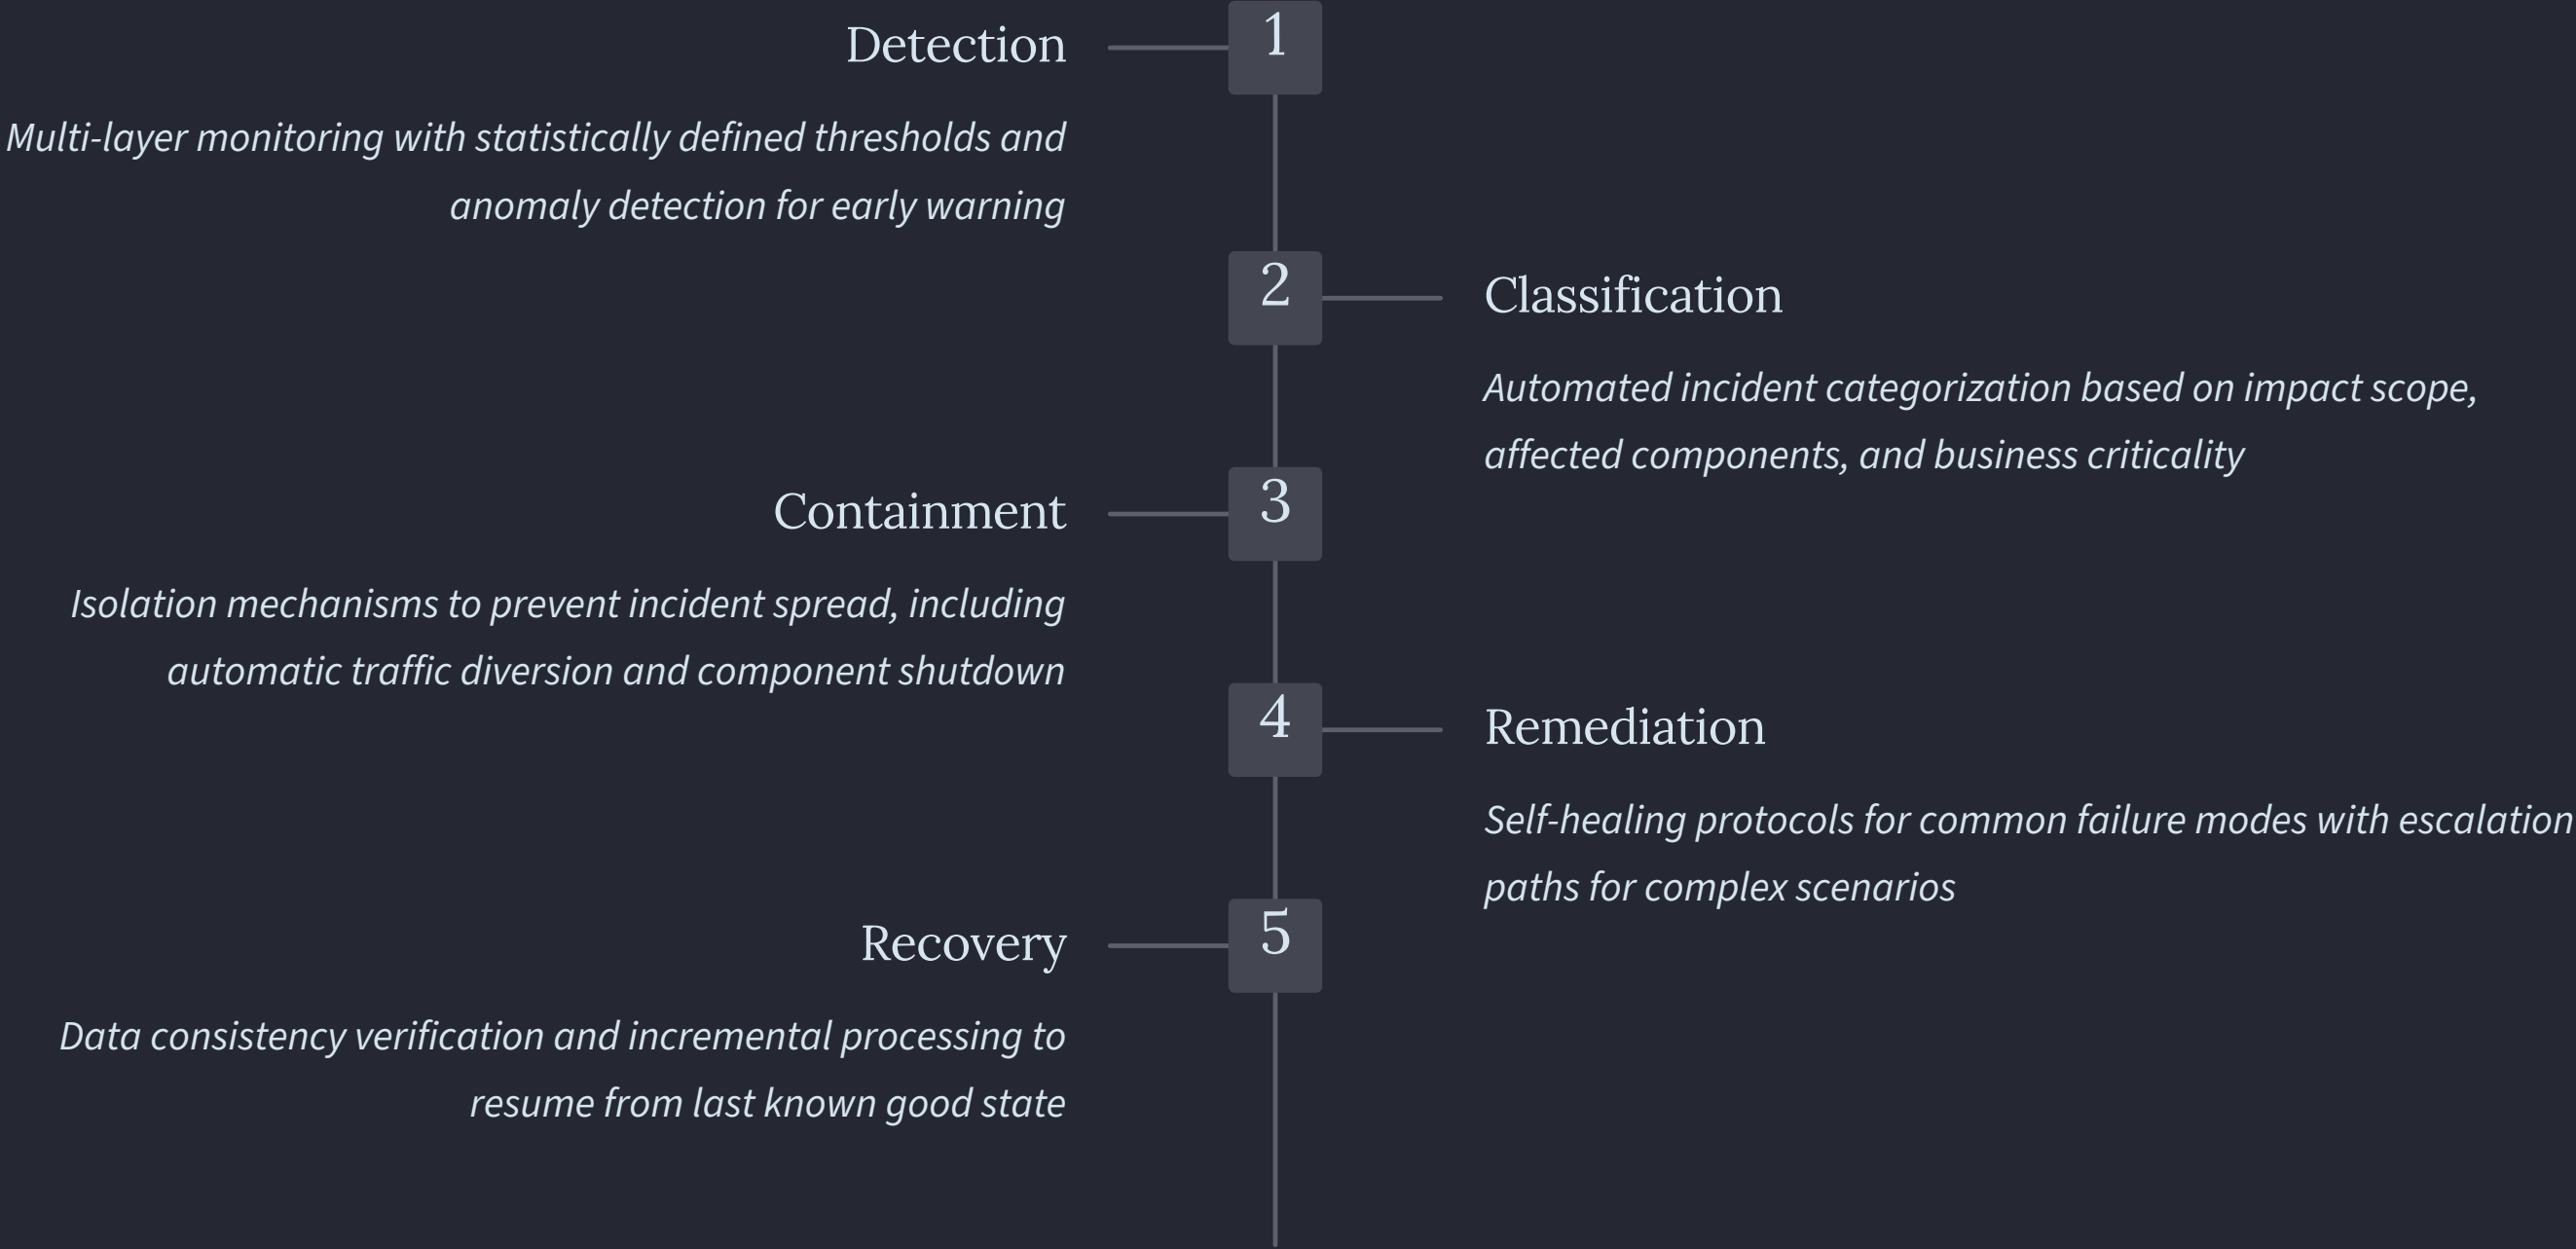 1
Detection
Multi-layer monitoring with statistically defined thresholds and
anomaly detection for early warning
2
Classification
Automated incident categorization based on impact scope,
affected components, and business criticality
3
Containment
Isolation mechanisms to prevent incident spread, including
automatic traffic diversion and component shutdown
4
Remediation
Self-healing protocols for common failure modes with escalation
paths for complex scenarios
5
Recovery
Data consistency verification and incremental processing to
resume from last known good state